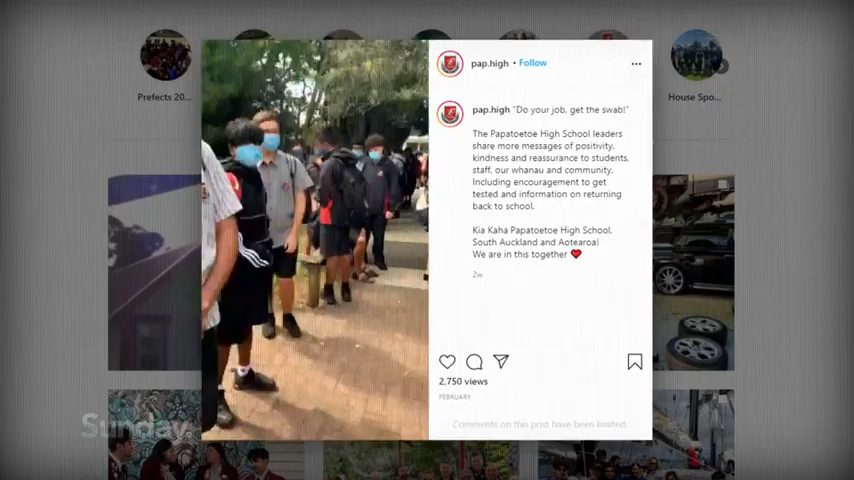 pap.high • Follow
Prefects 20...
House Spo...
pap.high "Do your job, get the swab!"
The Papatoetoe High School leaders
share more messages of positivity,
kindness and reassurance to students,
staff, our whanau and community.
Including encouragement to get
tested and information on returning
back to school.
Kia Kaha Papatoetoe High School,
South Auckland and Aotearoa!
We are in this together ❤️
2w
2,750 views
FEBRUARY
Comments on this post have been limited.
Sunday.